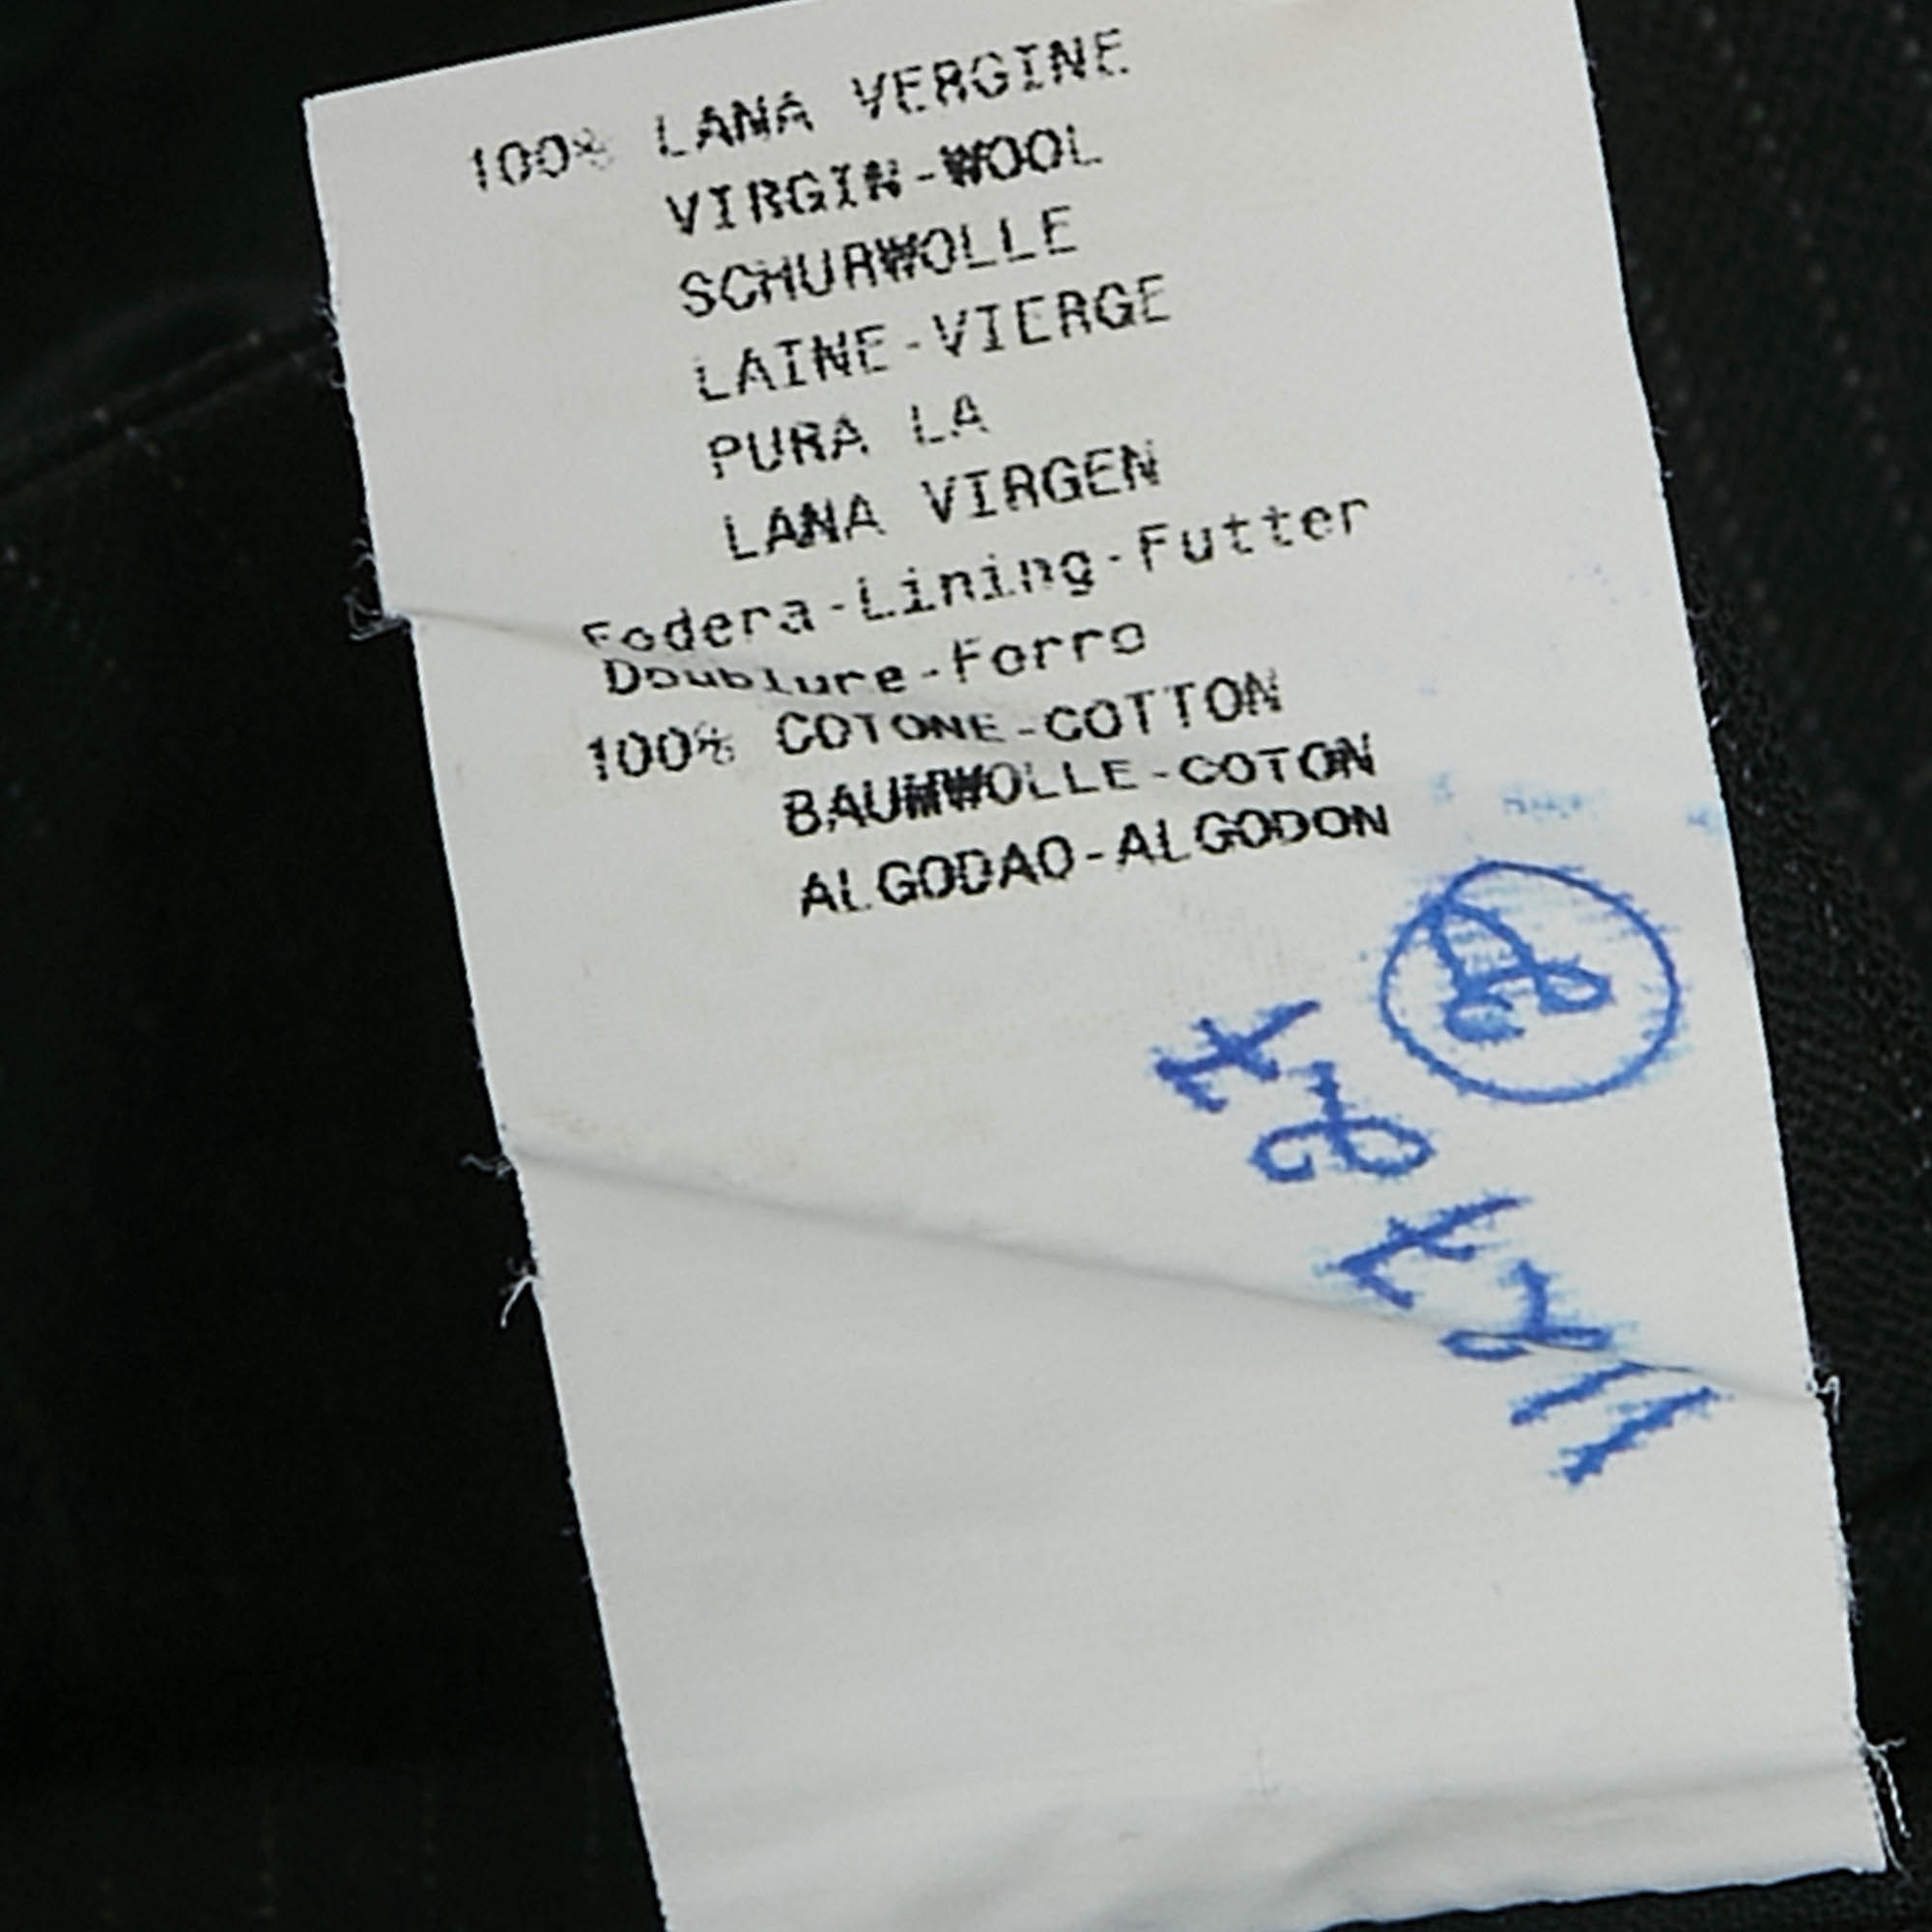 100% LANA VERGINE
VIRGIN-WOOL
SCHURWOLLE
LAINE-VIERGE
PURA LA
LANA VIRGEN
Fodera-Lining-Futter
Doublure-Forro
100% COTONE-COTTON
BAUMWOLLE-COTON
ALGODAO-ALGODON